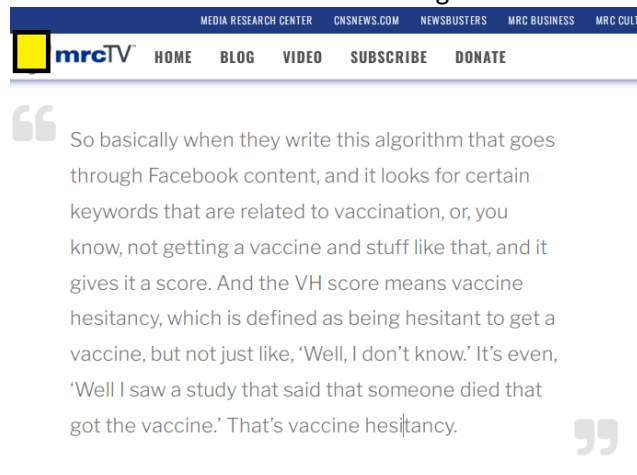 MEDIA RESEARCH CENTER CNSNEWS.COM NEWSBUSTERS MRC BUSINESS MRC CUL
mrcTV HOME BLOG VIDEO SUBSCRIBE DONATE
“
So basically when they write this algorithm that goes
through Facebook content, and it looks for certain
keywords that are related to vaccination, or, you
know, not getting a vaccine and stuff like that, and it
gives it a score. And the VH score means vaccine
hesitancy, which is defined as being hesitant to get a
vaccine, but not just like, ‘Well, I don’t know.’ It’s even,
‘Well I saw a study that said that someone died that
got the vaccine.’ That’s vaccine hesitancy.
”